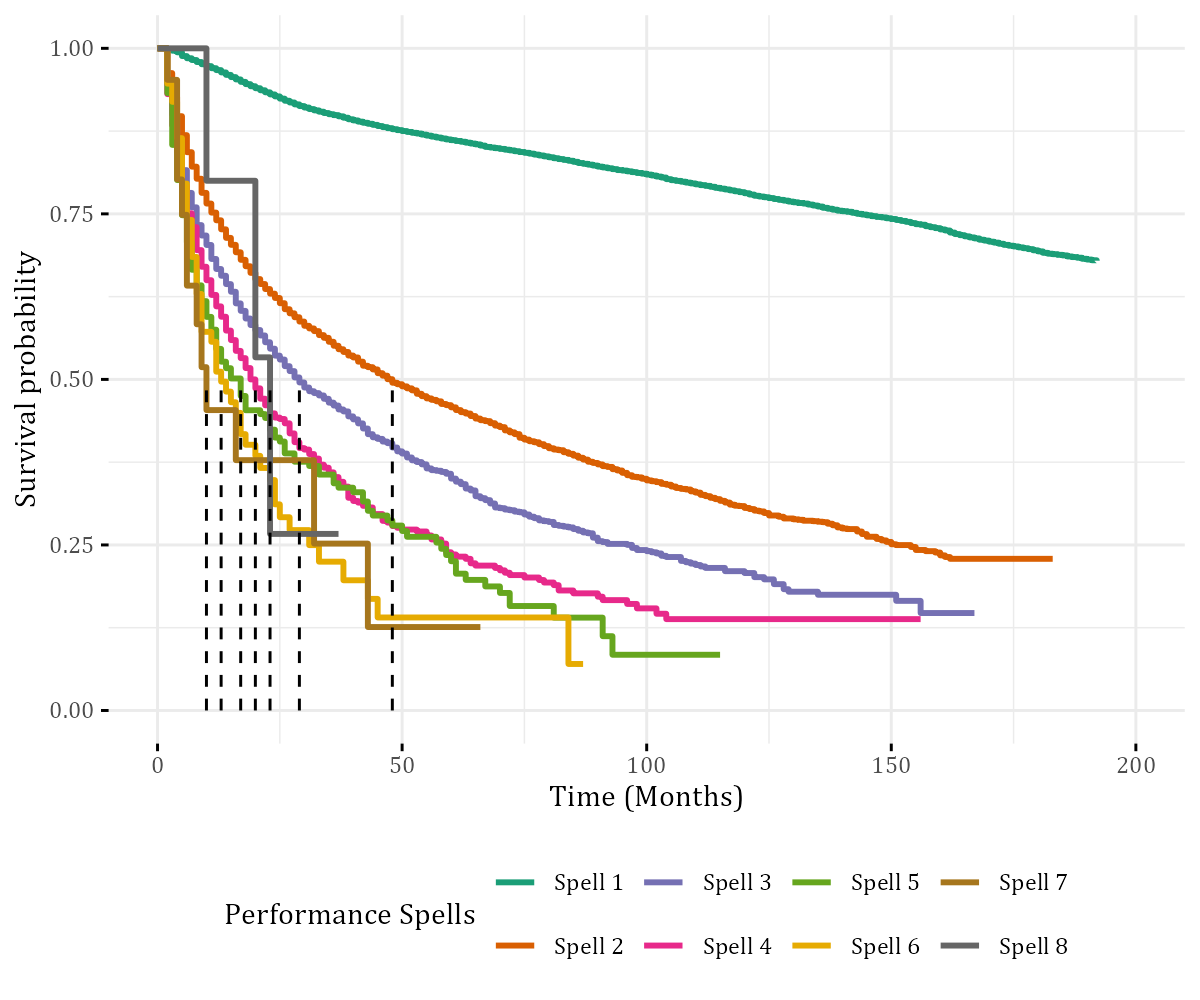 1.00
0.75
0.50
0.25
0.00
Survival probability
0 50 100 150 200
Time (Months)
Performance Spells
Spell 1 Spell 3 Spell 5 Spell 7
Spell 2 Spell 4 Spell 6 Spell 8